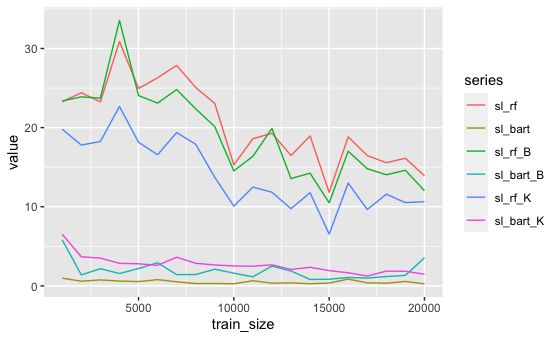 30
20
10
0
value
5000 10000 15000 20000
train_size
series
sl_rf
sl_bart
sl_rf_B
sl_bart_B
sl_rf_K
sl_bart_K